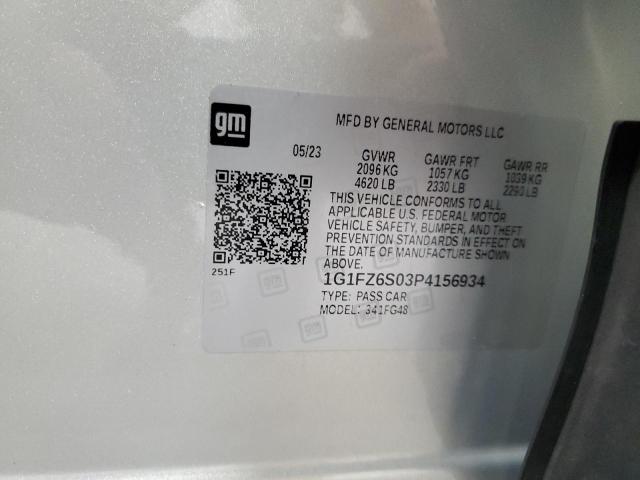 gm
MFD BY GENERAL MOTORS LLC
05/23 GVWR GAWR FRT GAWR RR
2096 KG 1057 KG 1039 KG
4620 LB 2330 LB 2293 LB
THIS VEHICLE CONFORMS TO ALL
APPLICABLE U.S. FEDERAL MOTOR
VEHICLE SAFETY, BUMPER, AND THEFT
PREVENTION STANDARDS IN EFFECT ON
THE DATE OF MANUFACTURE SHOWN
ABOVE.
251F
1G1FZ6S03P4156934
TYPE: PASS CAR
MODEL: 341FG48